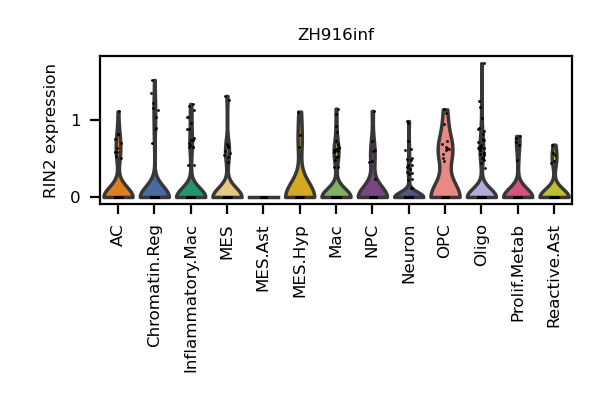 ZH916inf
RIN2 expression
1
0
AC
Chromatin.Reg
Inflammatory.Mac
MES
MES.Ast
MES.Hyp
Mac
NPC
Neuron
OPC
Oligo
Prolif.Metab
Reactive.Ast